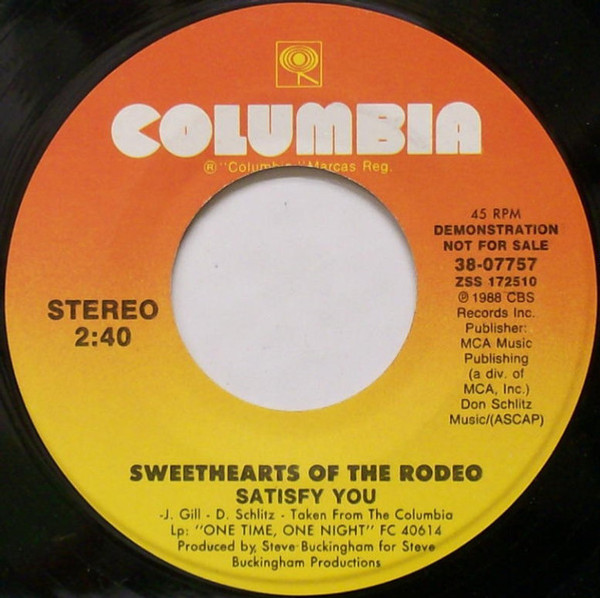 COLUMBIA
® "Columbia," Marcas Reg.
45 RPM
DEMONSTRATION
NOT FOR SALE
38-07757
ZSS 172510
℗ 1988 CBS
Records Inc.
Publisher:
MCA Music
Publishing
(a div. of
MCA, Inc.)
Don Schlitz
Music/(ASCAP)
STEREO
2:40
SWEETHEARTS OF THE RODEO
SATISFY YOU
-J. Gill - D. Schlitz - Taken From The Columbia
Lp: "ONE TIME, ONE NIGHT" FC 40614
Produced by, Steve Buckingham for Steve
Buckingham Productions